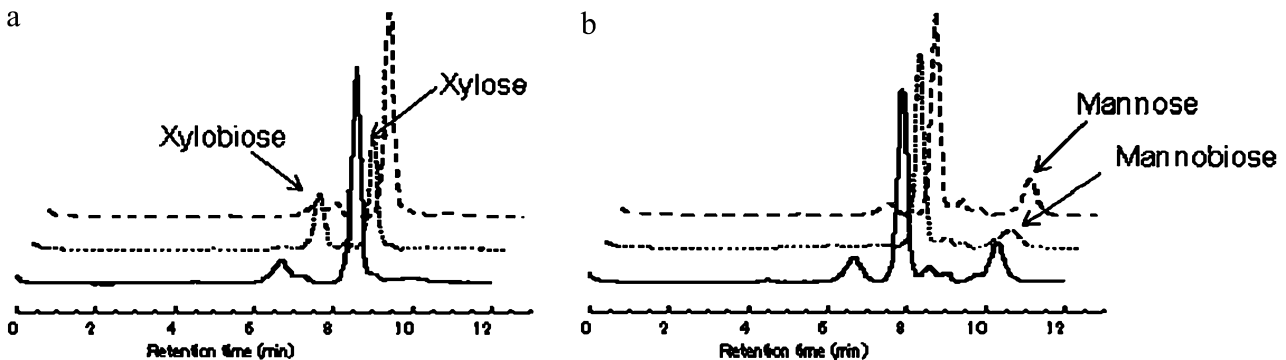 a
Xylose
Xylobiose
0 2 4 6 8 10 12
Retention time (min)
b
Mannose
Mannobiose
0 2 4 6 8 10 12
Retention time (min)